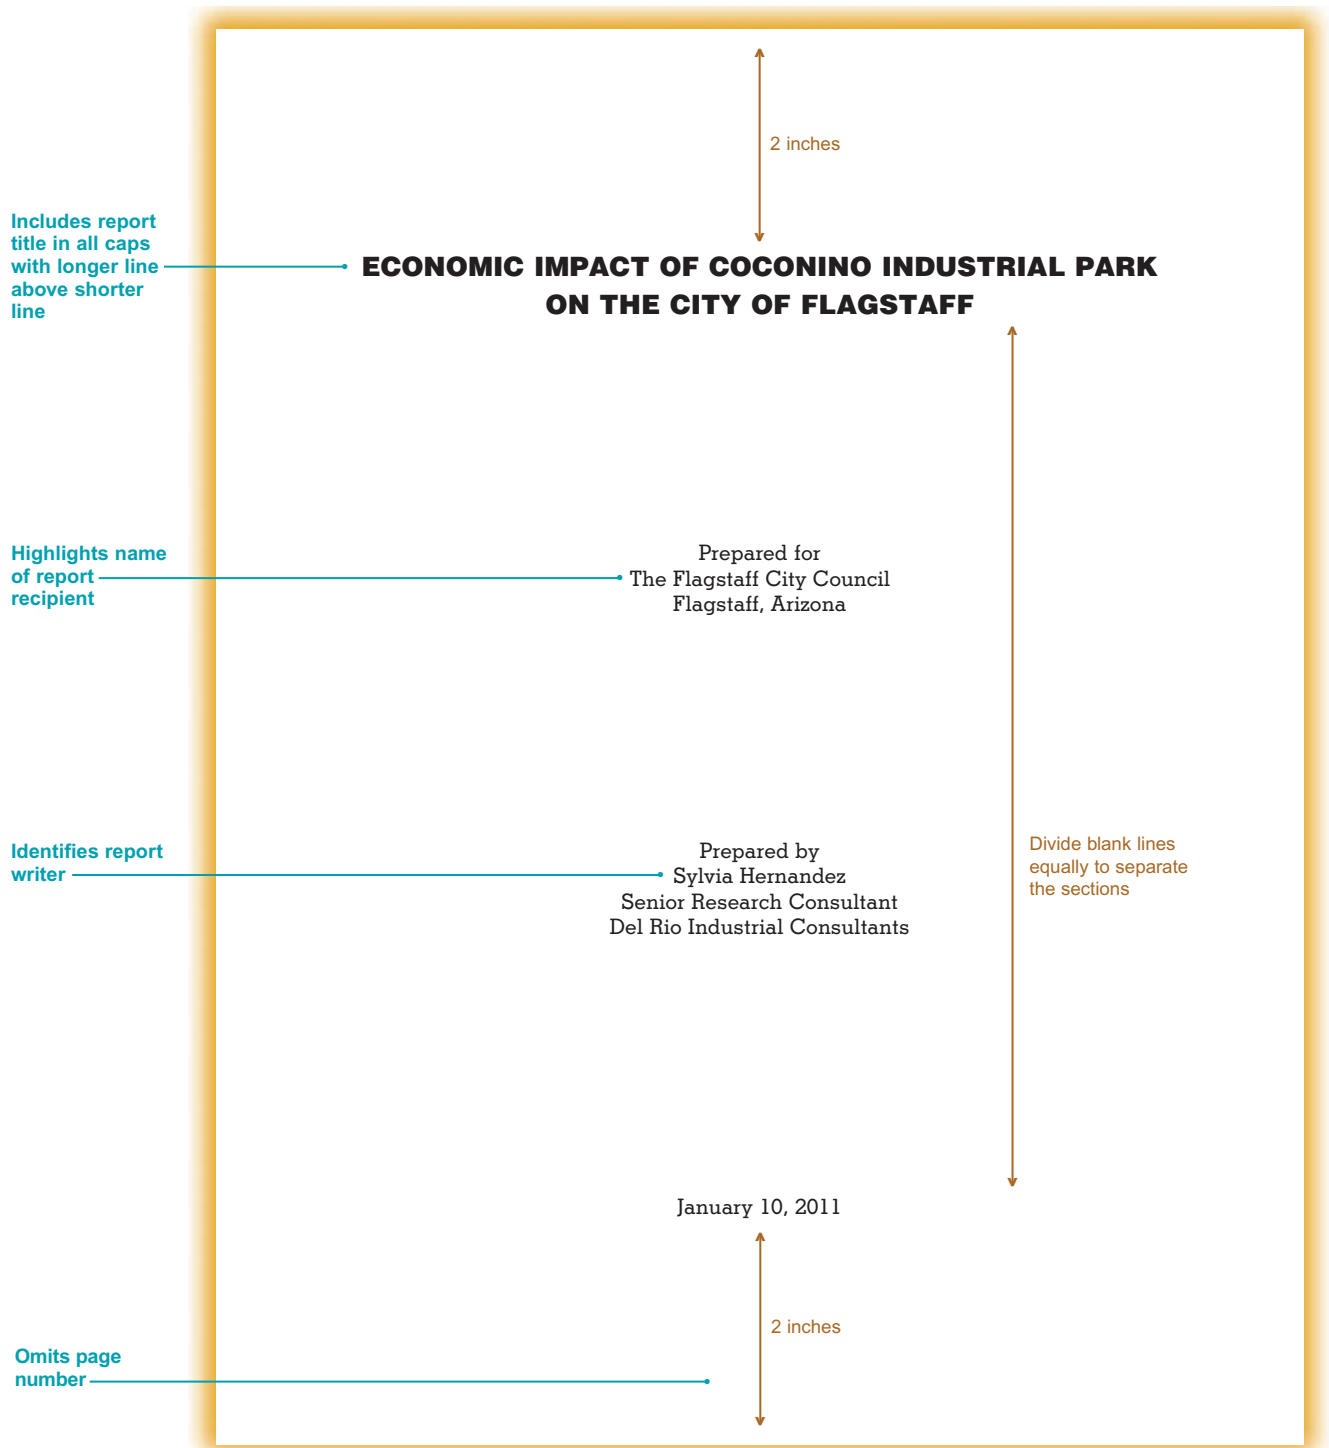 2 inches
Includes report
title in all caps
with longer line
above shorter
line
ECONOMIC IMPACT OF COCONINO INDUSTRIAL PARK
ON THE CITY OF FLAGSTAFF
Highlights name
of report
recipient
Prepared for
The Flagstaff City Council
Flagstaff, Arizona
Identifies report
writer
Prepared by
Sylvia Hernandez
Senior Research Consultant
Del Rio Industrial Consultants
Divide blank lines
equally to separate
the sections
January 10, 2011
2 inches
Omits page
number